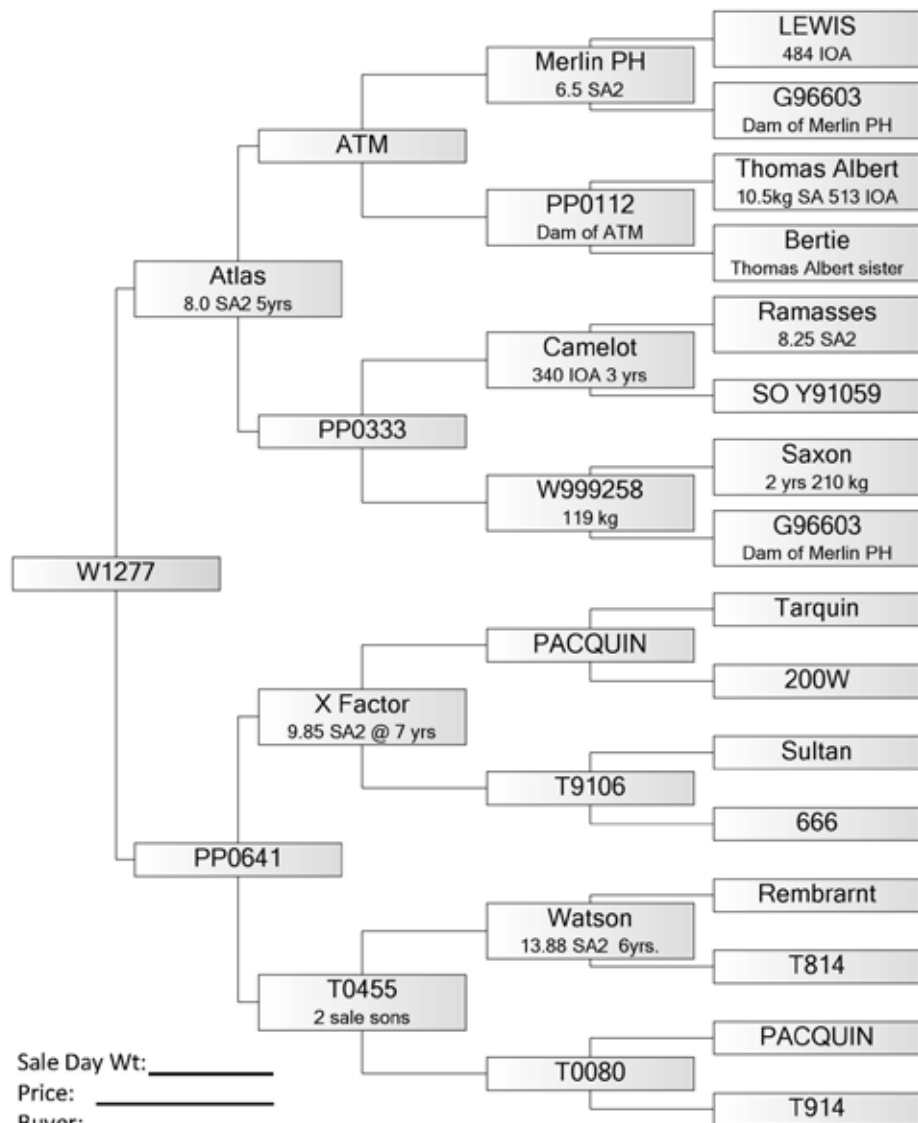 LEWIS
484 IOA
Merlin PH
6.5 SA2
G96603
Dam of Merlin PH
ATM
Thomas Albert
10.5kg SA 513 IOA
PP0112
Dam of ATM
Bertie
Thomas Albert sister
Atlas
8.0 SA2 5yrs
Ramasses
8.25 SA2
Camelot
340 IOA 3 yrs
SO Y91059
PP0333
Saxon
2 yrs 210 kg
W999258
119 kg
G96603
Dam of Merlin PH
W1277
Tarquin
PACQUIN
200W
X Factor
9.85 SA2 @ 7 yrs
Sultan
T9106
666
PP0641
Rembrarnt
Watson
13.88 SA2 6yrs.
T814
T0455
2 sale sons
PACQUIN
T0080
T914
Sale Day Wt:
Price:
Buyer: